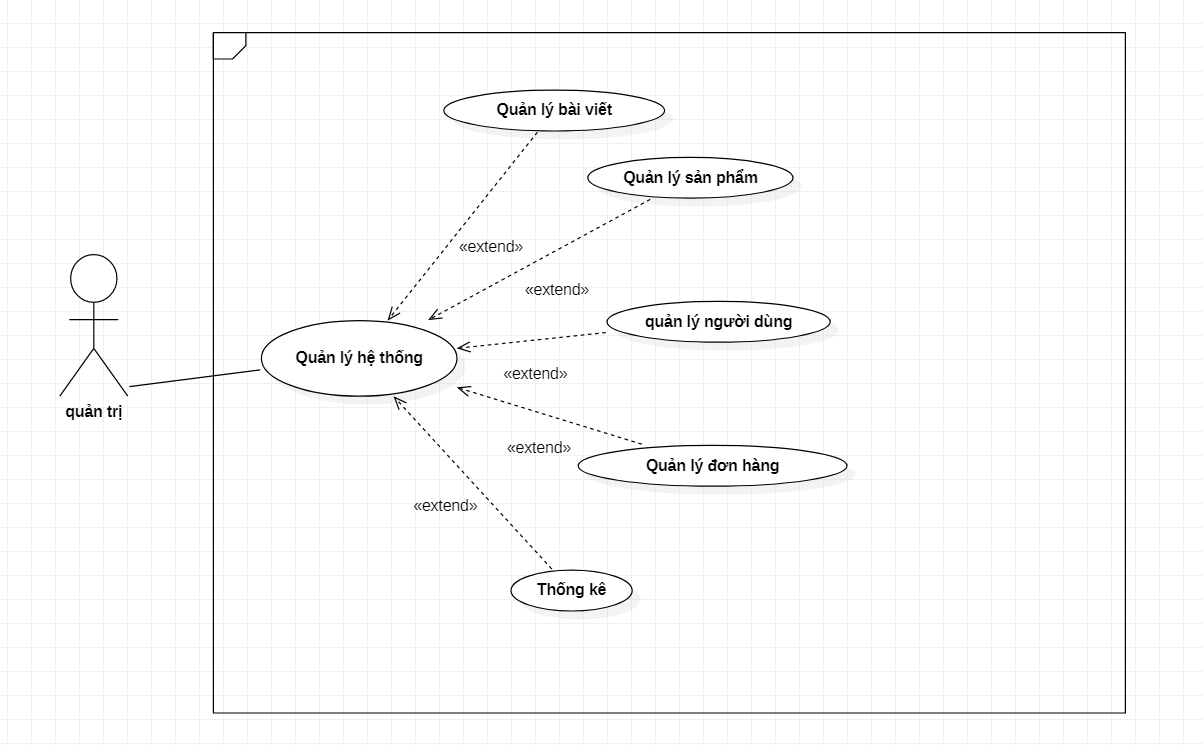 Quản lý bài viết
Quản lý sản phẩm
«extend»
«extend»
quản lý người dùng
Quản lý hệ thống
«extend»
quản trị
«extend»
Quản lý đơn hàng
«extend»
Thống kê